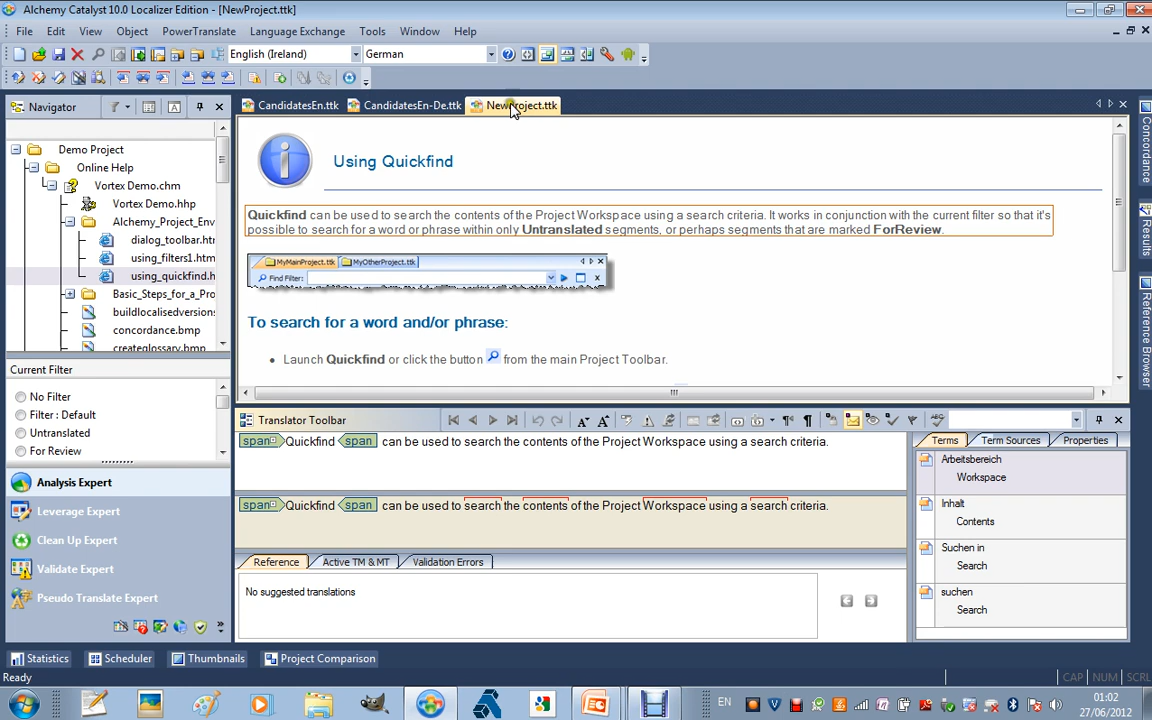 Alchemy Catalyst 10.0 Localizer Edition - [NewProject.ttk]
File Edit View Object PowerTranslate Language Exchange Tools Window Help
English (Ireland) German
Navigator
Demo Project
Online Help
Vortex Demo.chm
Vortex Demo.hhp
Alchemy_Project_Env
dialog_toolbar.htm
using_filters1.htm
using_quickfind.h
Basic_Steps_for_a_Pro
buildlocalisedversion
concordance.bmp
createglossary.bmp
Current Filter
No Filter
Filter : Default
Untranslated
For Review
Analysis Expert
Leverage Expert
Clean Up Expert
Validate Expert
Pseudo Translate Expert
CandidatesEn.ttk CandidatesEn-De.ttk NewProject.ttk
Using Quickfind
Quickfind can be used to search the contents of the Project Workspace using a search criteria. It works in conjunction with the current filter so that it's
possible to search for a word or phrase within only Untranslated segments, or perhaps segments that are marked ForReview.
MyMainProject.ttk MyOtherProject.ttk
Find Filter:
To search for a word and/or phrase:
• Launch Quickfind or click the button from the main Project Toolbar.
Translator Toolbar
span Quickfind span can be used to search the contents of the Project Workspace using a search criteria.
span Quickfind span can be used to search the contents of the Project Workspace using a search criteria.
Reference Active TM & MT Validation Errors
No suggested translations
Terms Term Sources Properties
Arbeitsbereich
Workspace
Inhalt
Contents
Suchen in
Search
suchen
Search
Concordance
Results
Reference Browser
Statistics Scheduler Thumbnails Project Comparison
Ready
CAP NUM SCRL
EN
01:02
27/06/2012